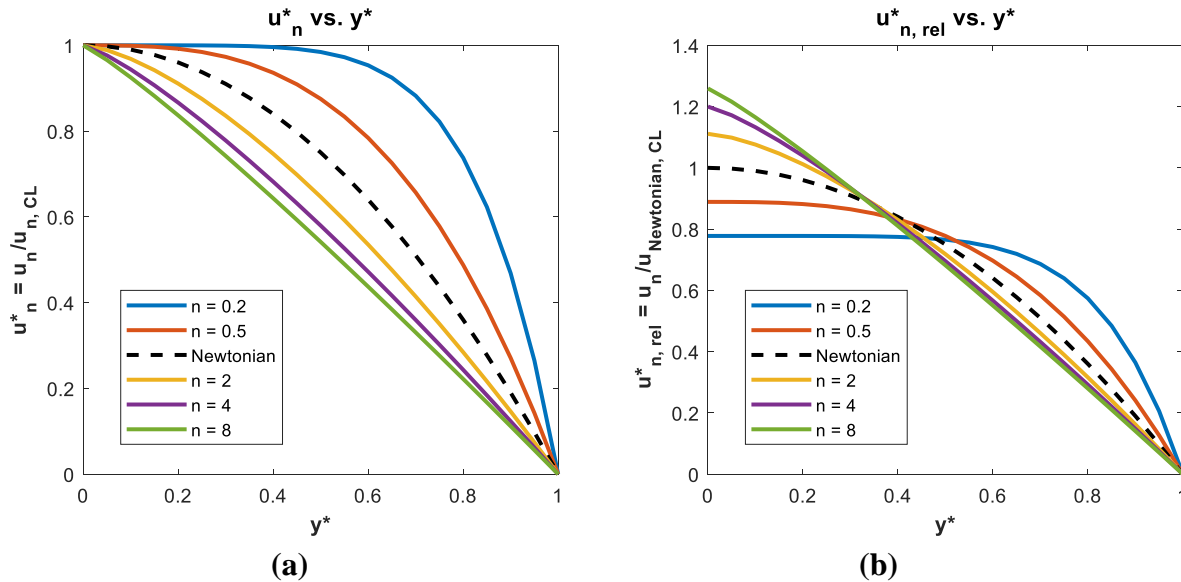 u*n vs. y*
1
0.8
0.6
0.4
0.2
0
u*n = un/un, CL
n = 0.2
n = 0.5
Newtonian
n = 2
n = 4
n = 8
0 0.2 0.4 0.6 0.8 1
y*
(a)
u*n, rel vs. y*
1.4
1.2
1
0.8
0.6
0.4
0.2
0
u*n, rel = un/uNewtonian, CL
n = 0.2
n = 0.5
Newtonian
n = 2
n = 4
n = 8
0 0.2 0.4 0.6 0.8 1
y*
(b)